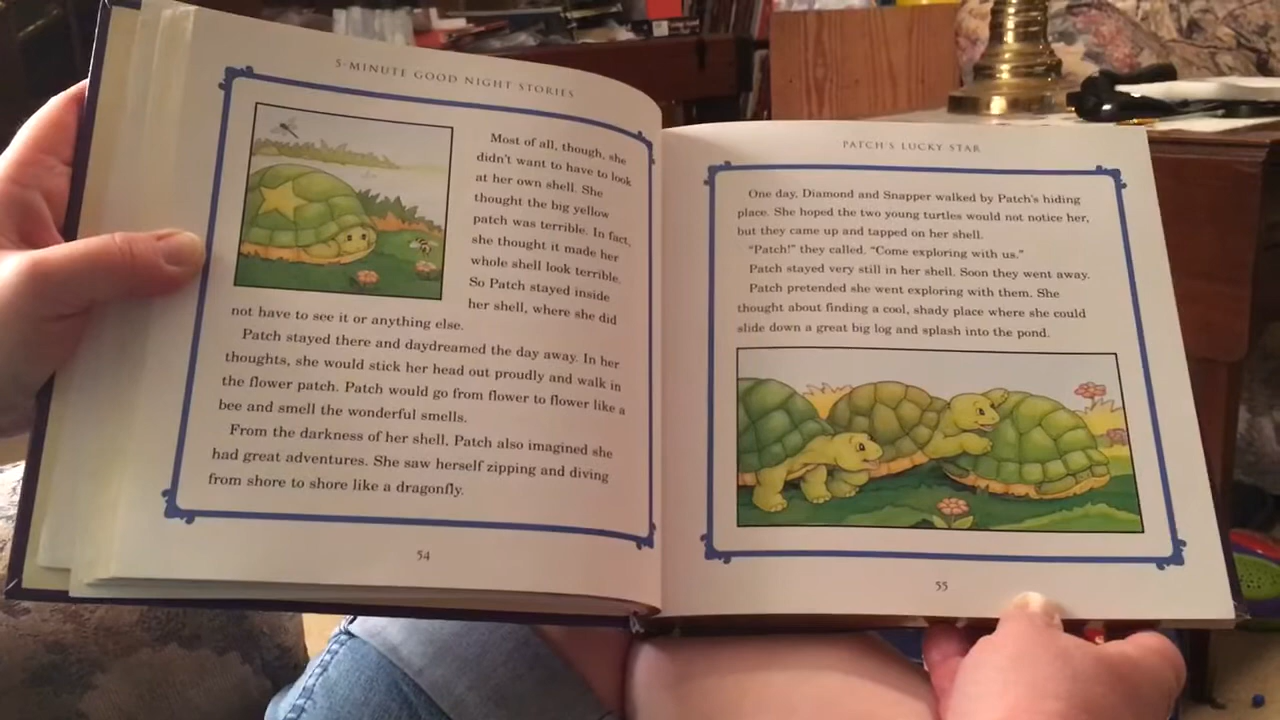 5-MINUTE GOOD NIGHT STORIES
Most of all, though, she
didn't want to have to look
at her own shell. She
thought the big yellow
patch was terrible. In fact,
she thought it made her
whole shell look terrible.
So Patch stayed inside
her shell, where she did
not have to see it or anything else.
Patch stayed there and daydreamed the day away. In her
thoughts, she would stick her head out proudly and walk in
the flower patch. Patch would go from flower to flower like a
bee and smell the wonderful smells.
From the darkness of her shell, Patch also imagined she
had great adventures. She saw herself zipping and diving
from shore to shore like a dragonfly.
54
PATCH'S LUCKY STAR
One day, Diamond and Snapper walked by Patch's hiding
place. She hoped the two young turtles would not notice her,
but they came up and tapped on her shell.
"Patch!" they called. "Come exploring with us."
Patch stayed very still in her shell. Soon they went away.
Patch pretended she went exploring with them. She
thought about finding a cool, shady place where she could
slide down a great big log and splash into the pond.
55